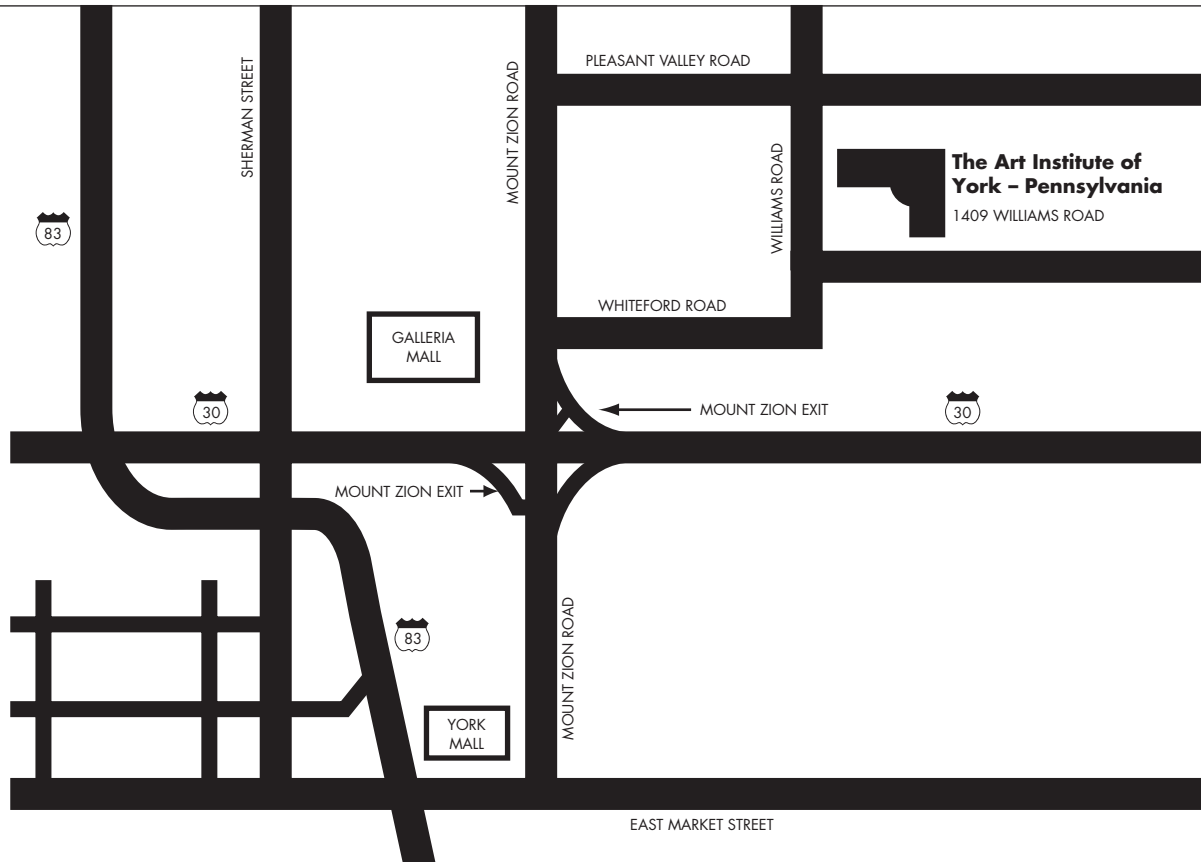 PLEASANT VALLEY ROAD
SHERMAN STREET
MOUNT ZION ROAD
WILLIAMS ROAD
The Art Institute of
York – Pennsylvania
1409 WILLIAMS ROAD
83
WHITEFORD ROAD
GALLERIA
MALL
30
MOUNT ZION EXIT
30
MOUNT ZION EXIT
MOUNT ZION ROAD
83
YORK
MALL
EAST MARKET STREET